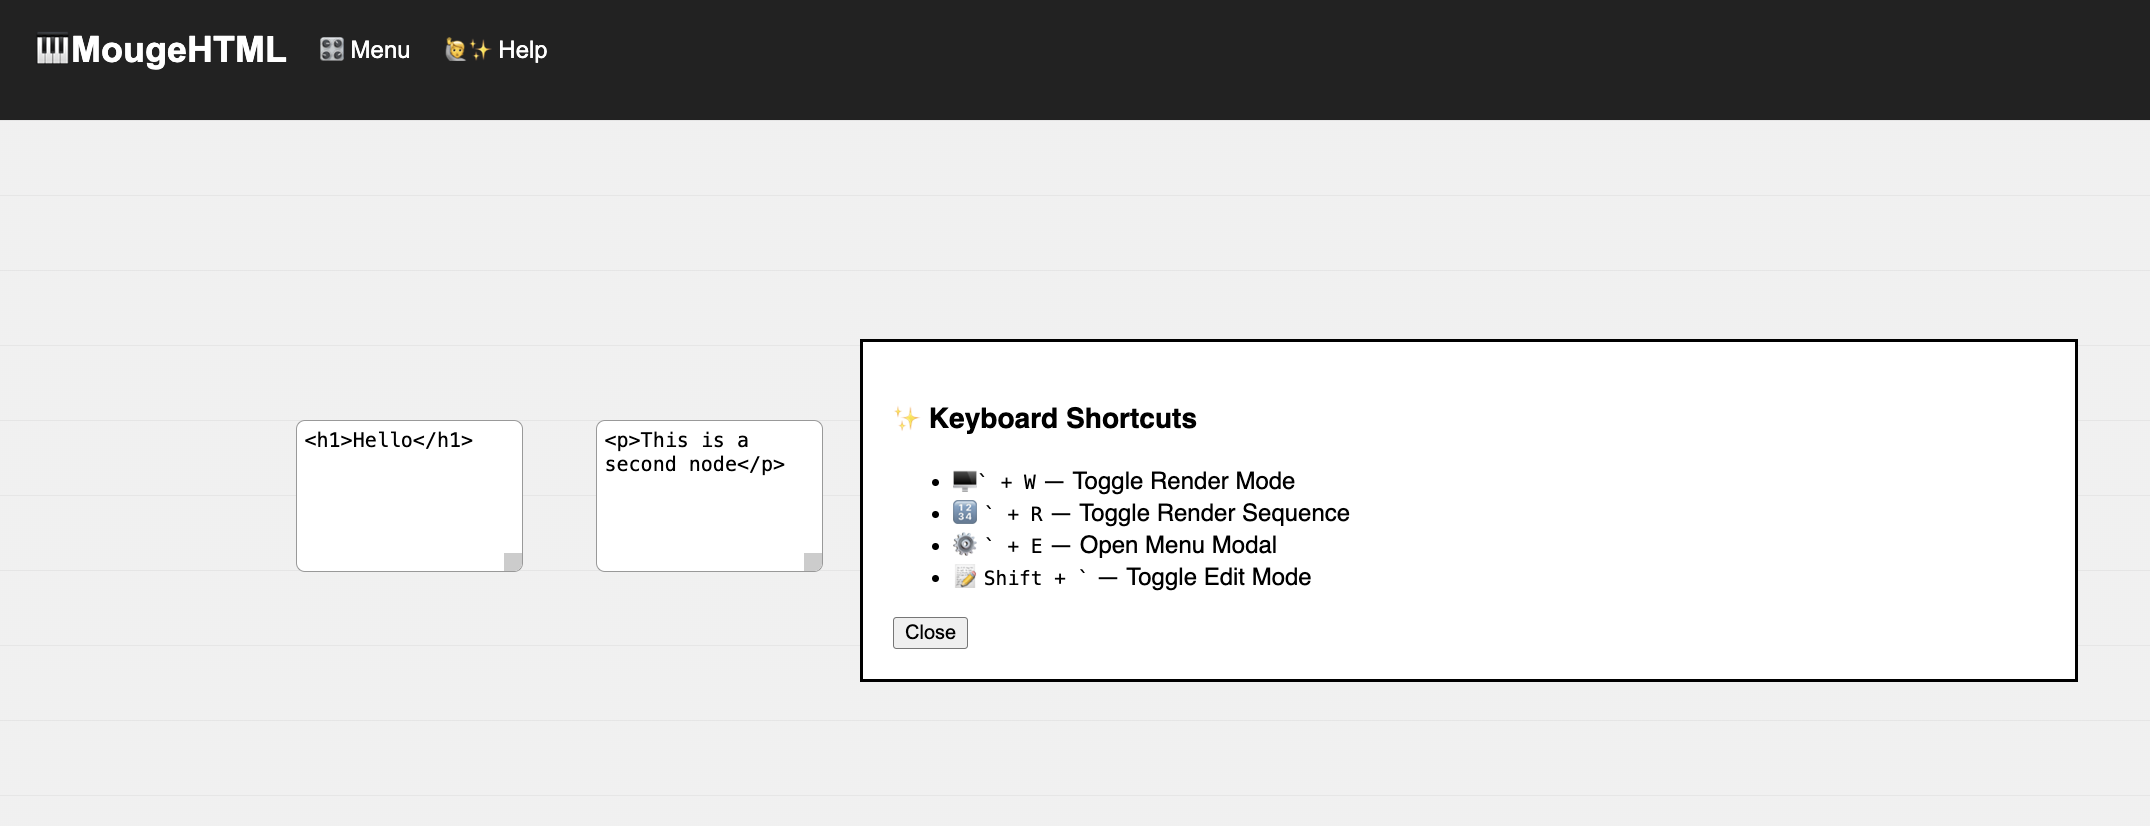 🎹MougeHTML 🎛️ Menu 🙋✨ Help
<h1>Hello</h1>
<p>This is a
second node</p>
✨ Keyboard Shortcuts
• 🖥️` + W — Toggle Render Mode
• 🔢 ` + R — Toggle Render Sequence
• ⚙️ ` + E — Open Menu Modal
• 📝 Shift + ` — Toggle Edit Mode
Close